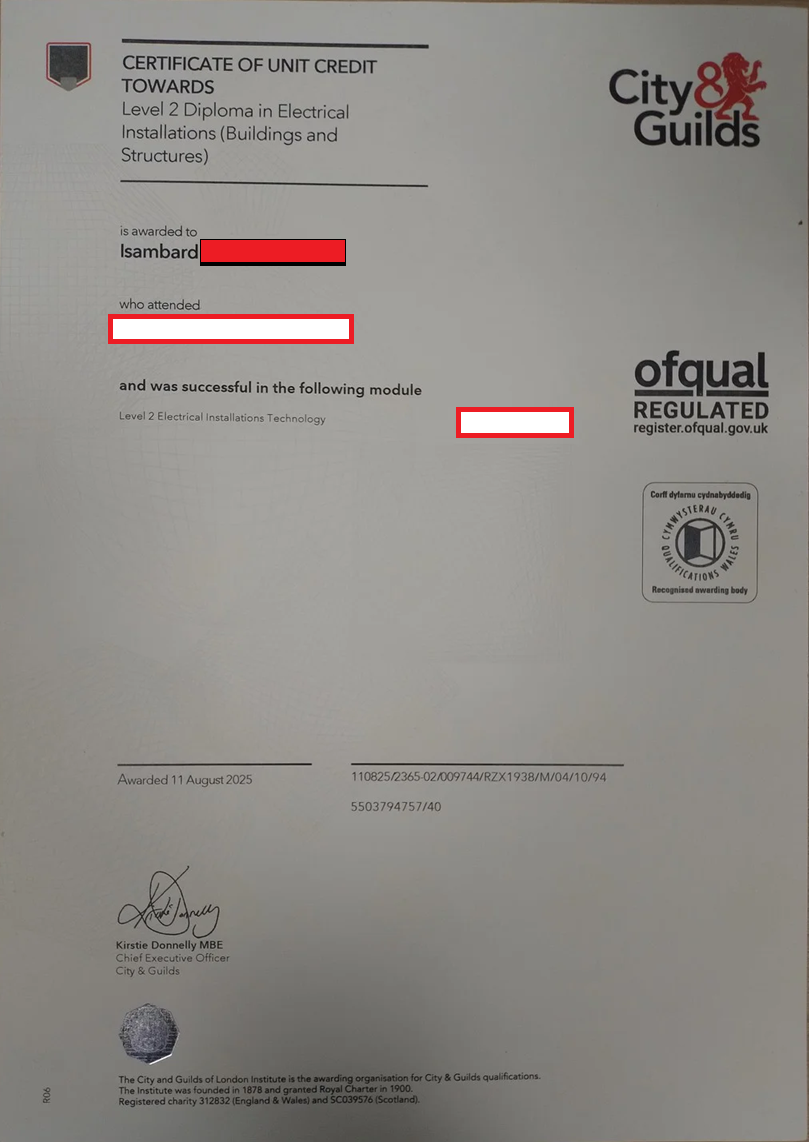 CERTIFICATE OF UNIT CREDIT
TOWARDS
Level 2 Diploma in Electrical
Installations (Buildings and
Structures)
City&
Guilds
is awarded to
Isambard
who attended
and was successful in the following module
Level 2 Electrical Installations Technology
ofqual
REGULATED
register.ofqual.gov.uk
Corff dyfarnu cydnabyddedig
CYMWYSTERAU CYMRU
QUALIFICATIONS WALES
Recognised awarding body
Awarded 11 August 2025
110825/2365-02/009744/RZX1938/M/04/10/94
5503794757/40
Kirstie Donnelly
Kirstie Donnelly MBE
Chief Executive Officer
City & Guilds
The City and Guilds of London Institute is the awarding organisation for City & Guilds qualifications.
The Institute was founded in 1878 and granted Royal Charter in 1900.
Registered charity 312832 (England & Wales) and SC039576 (Scotland).
R06